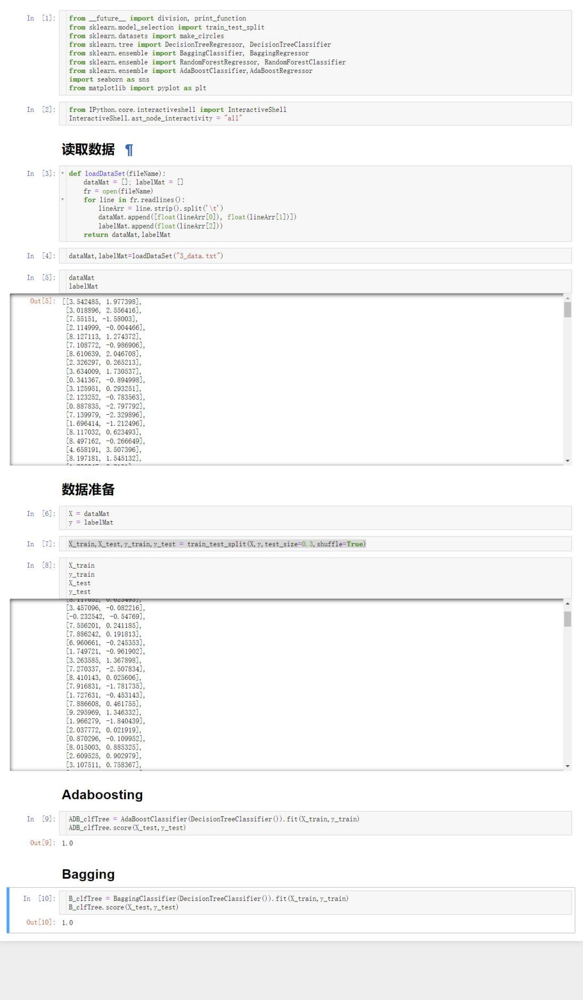 In [1]:
from __future__ import division, print_function
from sklearn.model_selection import train_test_split
from sklearn.datasets import make_circles
from sklearn.tree import DecisionTreeRegressor, DecisionTreeClassifier
from sklearn.ensemble import BaggingClassifier, BaggingRegressor
from sklearn.ensemble import RandomForestRegressor, RandomForestClassifier
from sklearn.ensemble import AdaBoostClassifier,AdaBoostRegressor
import seaborn as sns
from matplotlib import pyplot as plt
In [2]:
from IPython.core.interactiveshell import InteractiveShell
InteractiveShell.ast_node_interactivity = "all"
读取数据 ¶
In [3]:
def loadDataSet(fileName):
    dataMat = []; labelMat = []
    fr = open(fileName)
    for line in fr.readlines():
        lineArr = line.strip().split('\t')
        dataMat.append([float(lineArr[0]), float(lineArr[1])])
        labelMat.append(float(lineArr[2]))
    return dataMat,labelMat
In [4]:
dataMat,labelMat=loadDataSet("3_data.txt")
In [5]:
dataMat
labelMat
Out[5]:
[[3.542485, 1.977398],
[3.018896, 2.556416],
[7.55151, -1.58003],
[2.114999, -0.004466],
[8.127113, 1.274372],
[7.108772, -0.986906],
[8.610639, 2.046708],
[2.326297, 0.265213],
[3.634009, 1.730537],
[0.341367, -0.894998],
[3.125951, 0.293251],
[2.123252, -0.783563],
[0.887835, -2.797792],
[7.139979, -2.329896],
[1.696414, -1.212496],
[8.117032, 0.623493],
[8.497162, -0.266649],
[4.658191, 3.507396],
[8.197181, 1.545132],
数据准备
In [6]:
X = dataMat
y = labelMat
In [7]:
X_train,X_test,y_train,y_test = train_test_split(X,y,test_size=0.3,shuffle=True)
In [8]:
X_train
y_train
X_test
y_test
[8.117032, 0.623493],
[3.457096, -0.082216],
[-0.232542, -0.54769],
[7.556201, 0.241185],
[7.886242, 0.191813],
[6.960661, -0.245353],
[1.749721, -0.961902],
[3.263585, 1.367898],
[7.270337, -2.507834],
[8.410143, 0.025606],
[7.916831, -1.781735],
[1.727631, -0.453143],
[7.886608, 0.461755],
[9.295969, 1.346332],
[1.966279, -1.840439],
[2.037772, 0.021919],
[0.870296, -0.109952],
[8.015003, 0.885325],
[2.609525, 0.902979],
[3.107511, 0.758367],
Adaboosting
In [9]:
ADB_clfTree = AdaBoostClassifier(DecisionTreeClassifier()).fit(X_train,y_train)
ADB_clfTree.score(X_test,y_test)
Out[9]: 1.0
Bagging
In [10]:
B_clfTree = BaggingClassifier(DecisionTreeClassifier()).fit(X_train,y_train)
B_clfTree.score(X_test,y_test)
Out[10]: 1.0